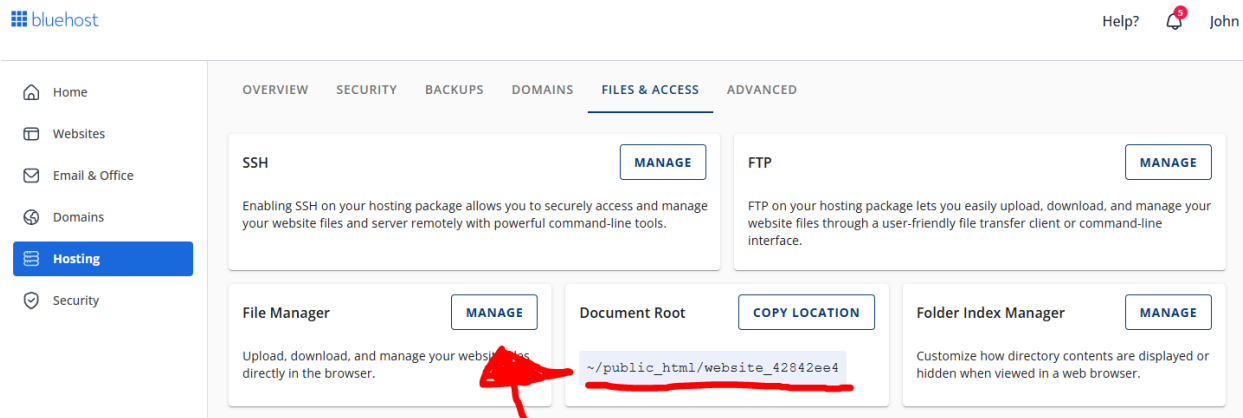 bluehost
Help?
5
John
Home
Websites
Email & Office
Domains
Hosting
Security
OVERVIEW SECURITY BACKUPS DOMAINS FILES & ACCESS ADVANCED
SSH
MANAGE
Enabling SSH on your hosting package allows you to securely access and manage
your website files and server remotely with powerful command-line tools.
FTP
MANAGE
FTP on your hosting package lets you easily upload, download, and manage your
website files through a user-friendly file transfer client or command-line
interface.
File Manager
MANAGE
Upload, download, and manage your website files
directly in the browser.
Document Root
COPY LOCATION
~/public_html/website_42842ee4
Folder Index Manager
MANAGE
Customize how directory contents are displayed or
hidden when viewed in a web browser.